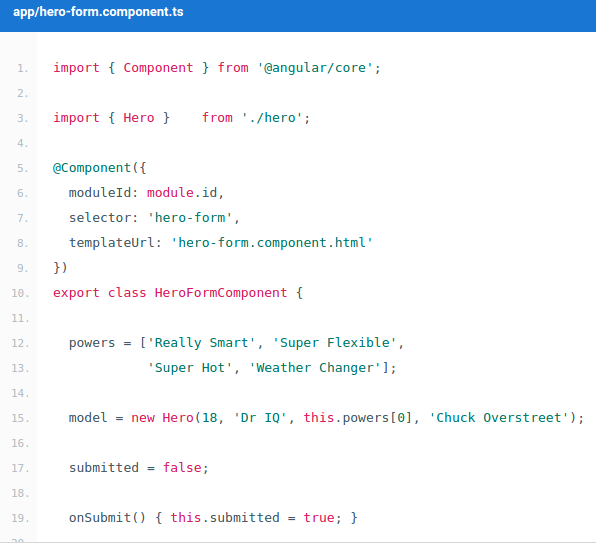 app/hero-form.component.ts
1. import { Component } from '@angular/core';
2.
3. import { Hero }    from './hero';
4.
5. @Component({
6.   moduleId: module.id,
7.   selector: 'hero-form',
8.   templateUrl: 'hero-form.component.html'
9. })
10. export class HeroFormComponent {
11.
12.   powers = ['Really Smart', 'Super Flexible',
13.             'Super Hot', 'Weather Changer'];
14.
15.   model = new Hero(18, 'Dr IQ', this.powers[0], 'Chuck Overstreet');
16.
17.   submitted = false;
18.
19.   onSubmit() { this.submitted = true; }